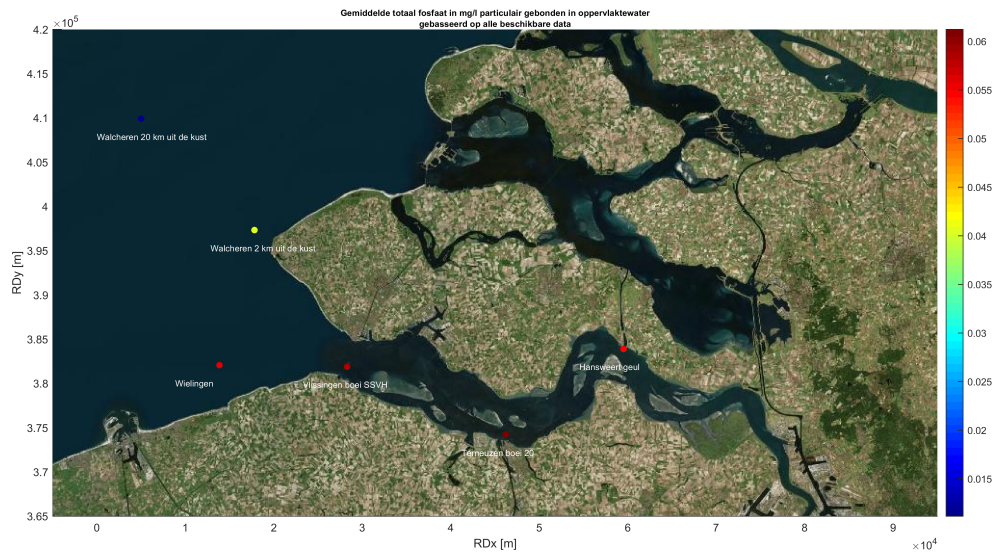 Gemiddelde totaal fosfaat in mg/l particulair gebonden in oppervlaktewater
gebasseerd op alle beschikbare data
×10⁵
4.2
4.15
4.1
4.05
4
3.95
3.9
3.85
3.8
3.75
3.7
3.65
RDy [m]
Walcheren 20 km uit de kust
Walcheren 2 km uit de kust
Wielingen
Vlissingen boei SSVH
Hansweert geul
Terneuzen boei 20
0.06
0.055
0.05
0.045
0.04
0.035
0.03
0.025
0.02
0.015
0 1 2 3 4 5 6 7 8 9
RDx [m]
×10⁴